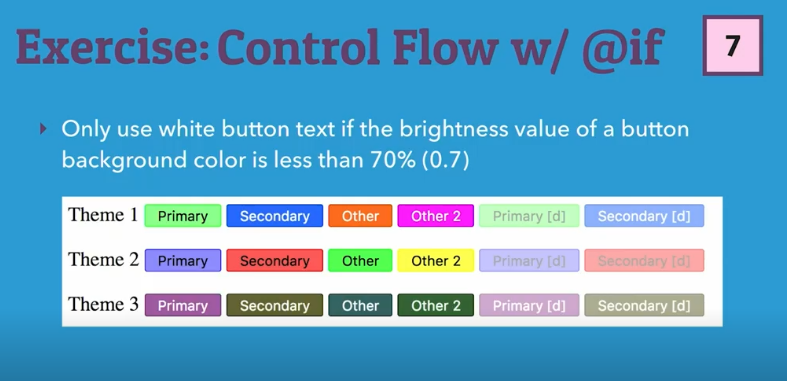 Exercise: Control Flow w/ @if
7
Only use white button text if the brightness value of a button
background color is less than 70% (0.7)
Theme 1 Primary Secondary Other Other 2 Primary [d] Secondary [d]
Theme 2 Primary Secondary Other Other 2 Primary [d] Secondary [d]
Theme 3 Primary Secondary Other Other 2 Primary [d] Secondary [d]